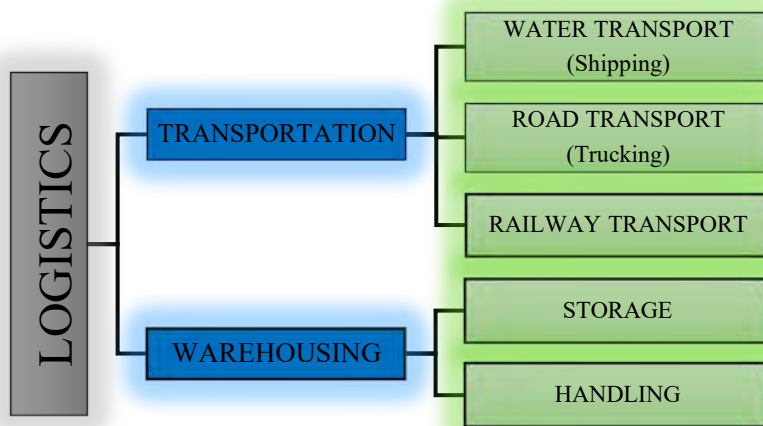 LOGISTICS
TRANSPORTATION
WATER TRANSPORT
(Shipping)
ROAD TRANSPORT
(Trucking)
RAILWAY TRANSPORT
WAREHOUSING
STORAGE
HANDLING